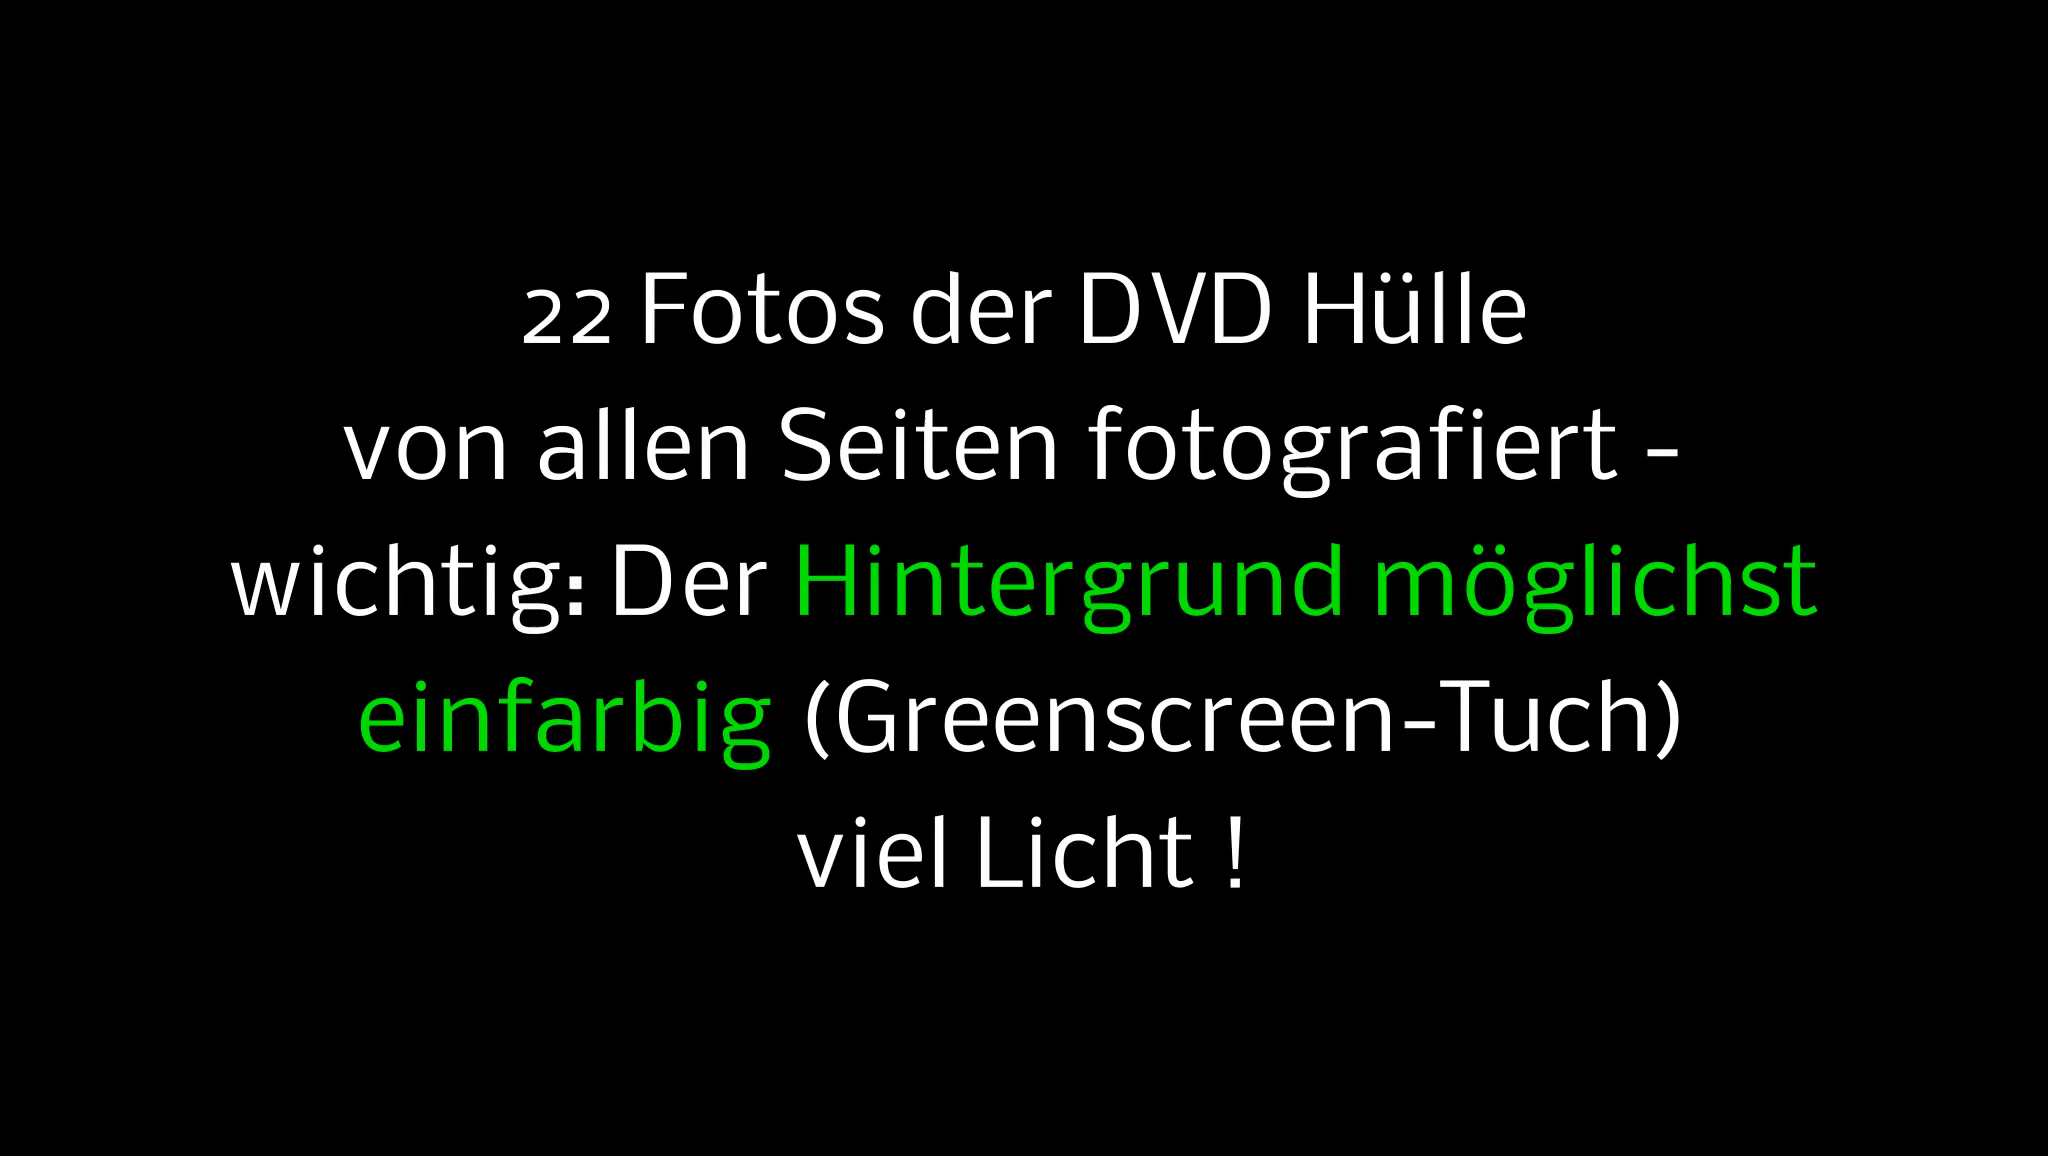 22 Fotos der DVD Hülle
von allen Seiten fotografiert -
wichtig: Der Hintergrund möglichst
einfarbig (Greenscreen-Tuch)
viel Licht !